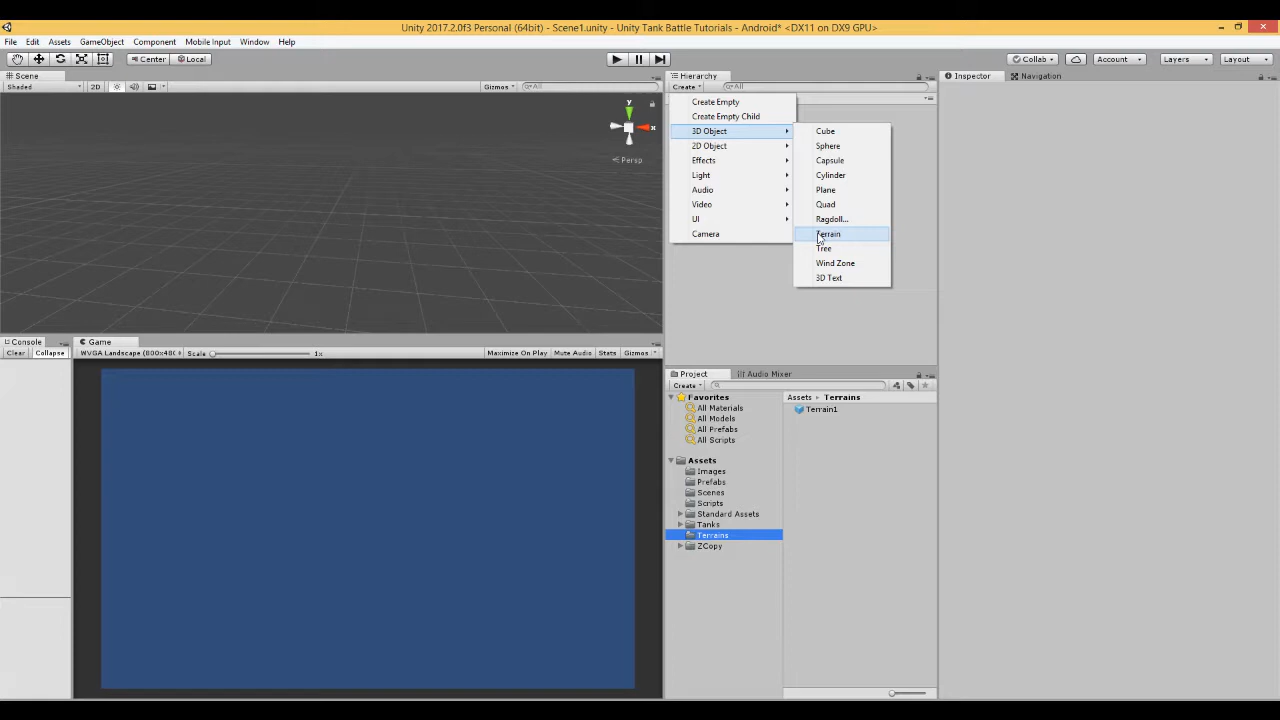 Unity 2017.2.0f3 Personal (64bit) - Scene1.unity - Unity Tank Battle Tutorials - Android* <DX11 on DX9 GPU>
File Edit Assets GameObject Component Mobile Input Window Help
Center Local Collab Account Layers Layout
Scene
Shaded 2D Gizmos All
y
x
Persp
Hierarchy
Create All
Create Empty
Create Empty Child
3D Object
2D Object
Effects
Light
Audio
Video
UI
Camera
Cube
Sphere
Capsule
Cylinder
Plane
Quad
Ragdoll...
Terrain
Tree
Wind Zone
3D Text
Inspector Navigation
Console
Clear Collapse
Game
WVGA Landscape (800x48( Scale 1x Maximize On Play Mute Audio Stats Gizmos
Project Audio Mixer
Create
Favorites
All Materials
All Models
All Prefabs
All Scripts
Assets
Images
Prefabs
Scenes
Scripts
Standard Assets
Tanks
Terrains
ZCopy
Assets Terrains
Terrain1